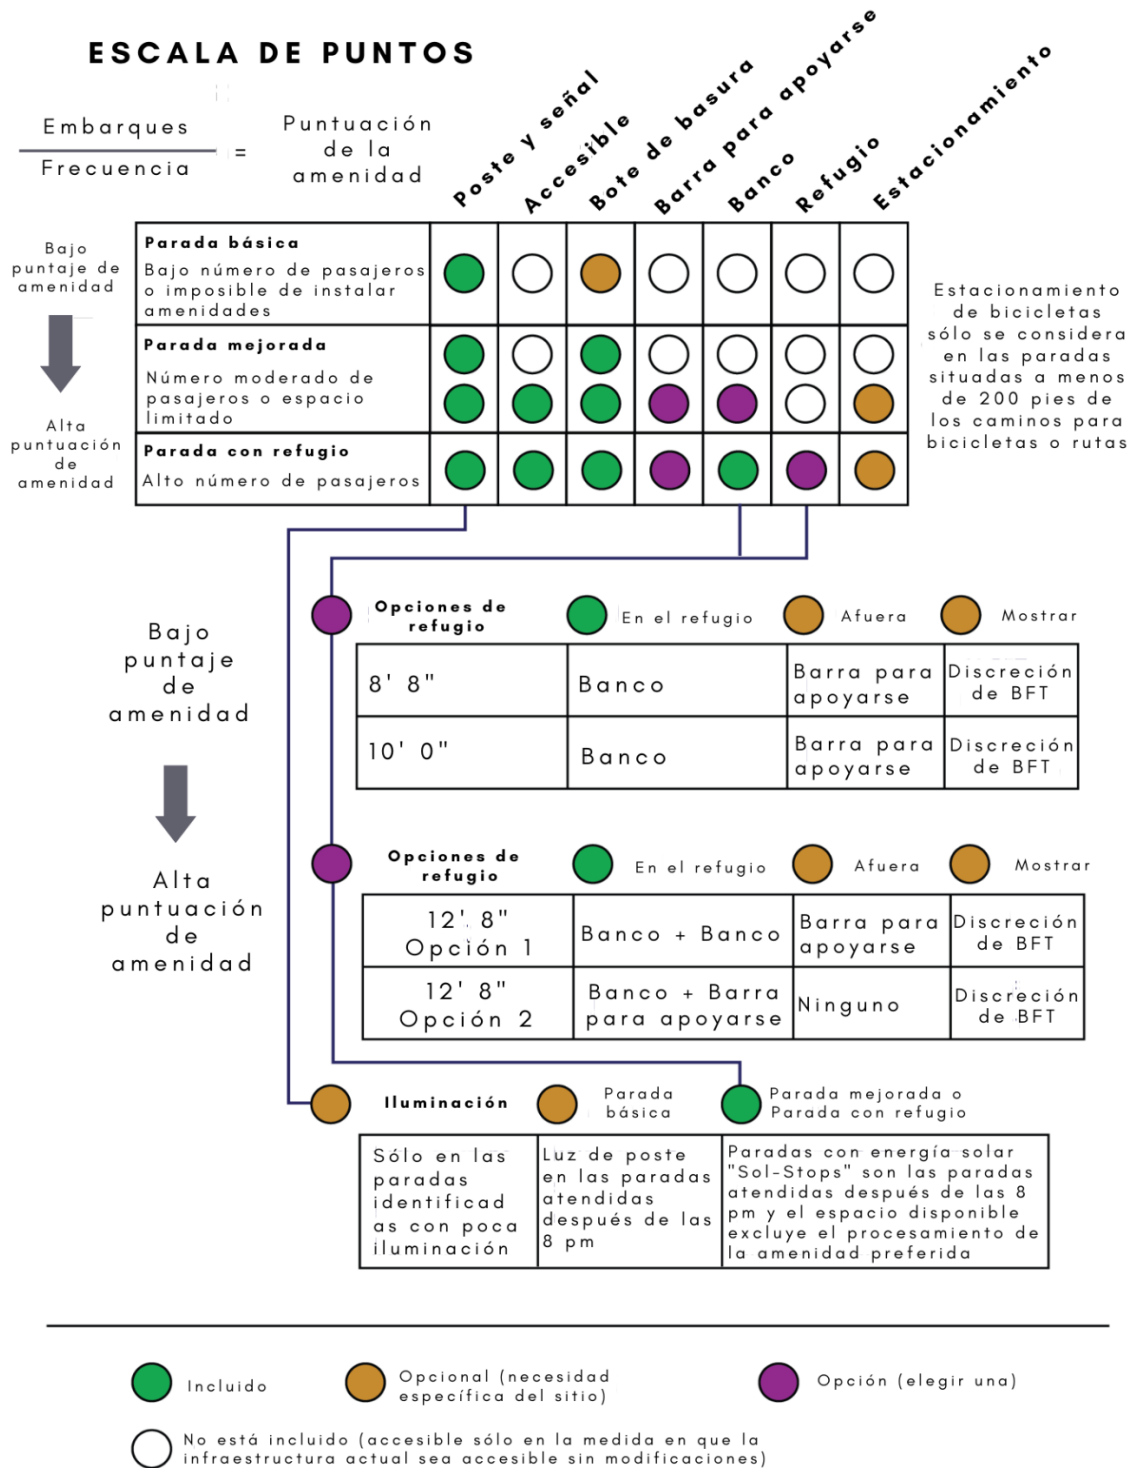 ESCALA DE PUNTOS
Embarques
Frecuencia
=
Puntuación
de la
amenidad
Poste y señal
Accesible
Bote de basura
Barra para apoyarse
Banco
Refugio
Estacionamiento
Bajo
puntaje de
amenidad
Alta
puntuación
de
amenidad
Parada básica
Bajo número de pasajeros
o imposible de instalar
amenidades
Parada mejorada
Número moderado de
pasajeros o espacio
limitado
Parada con refugio
Alto número de pasajeros
Estacionamiento
de bicicletas
sólo se considera
en las paradas
situadas a menos
de 200 pies de
los caminos para
bicicletas o rutas
Bajo
puntaje
de
amenidad
Alta
puntuación
de
amenidad
Opciones de
refugio
En el refugio
Afuera
Mostrar
8' 8"
Banco
Barra para
apoyarse
Discreción
de BFT
10' 0"
Banco
Barra para
apoyarse
Discreción
de BFT
Opciones de
refugio
En el refugio
Afuera
Mostrar
12' 8"
Opción 1
Banco + Banco
Barra para
apoyarse
Discreción
de BFT
12' 8"
Opción 2
Banco + Barra
para apoyarse
Ninguno
Discreción
de BFT
Iluminación
Parada
básica
Parada mejorada o
Parada con refugio
Sólo en las
paradas
identificad
as con poca
iluminación
Luz de poste
en las paradas
atendidas
después de las
8 pm
Paradas con energía solar
"Sol-Stops" son las paradas
atendidas después de las 8
pm y el espacio disponible
excluye el procesamiento de
la amenidad preferida
Incluido
Opcional (necesidad
específica del sitio)
Opción (elegir una)
No está incluido (accesible sólo en la medida en que la
infraestructura actual sea accesible sin modificaciones)